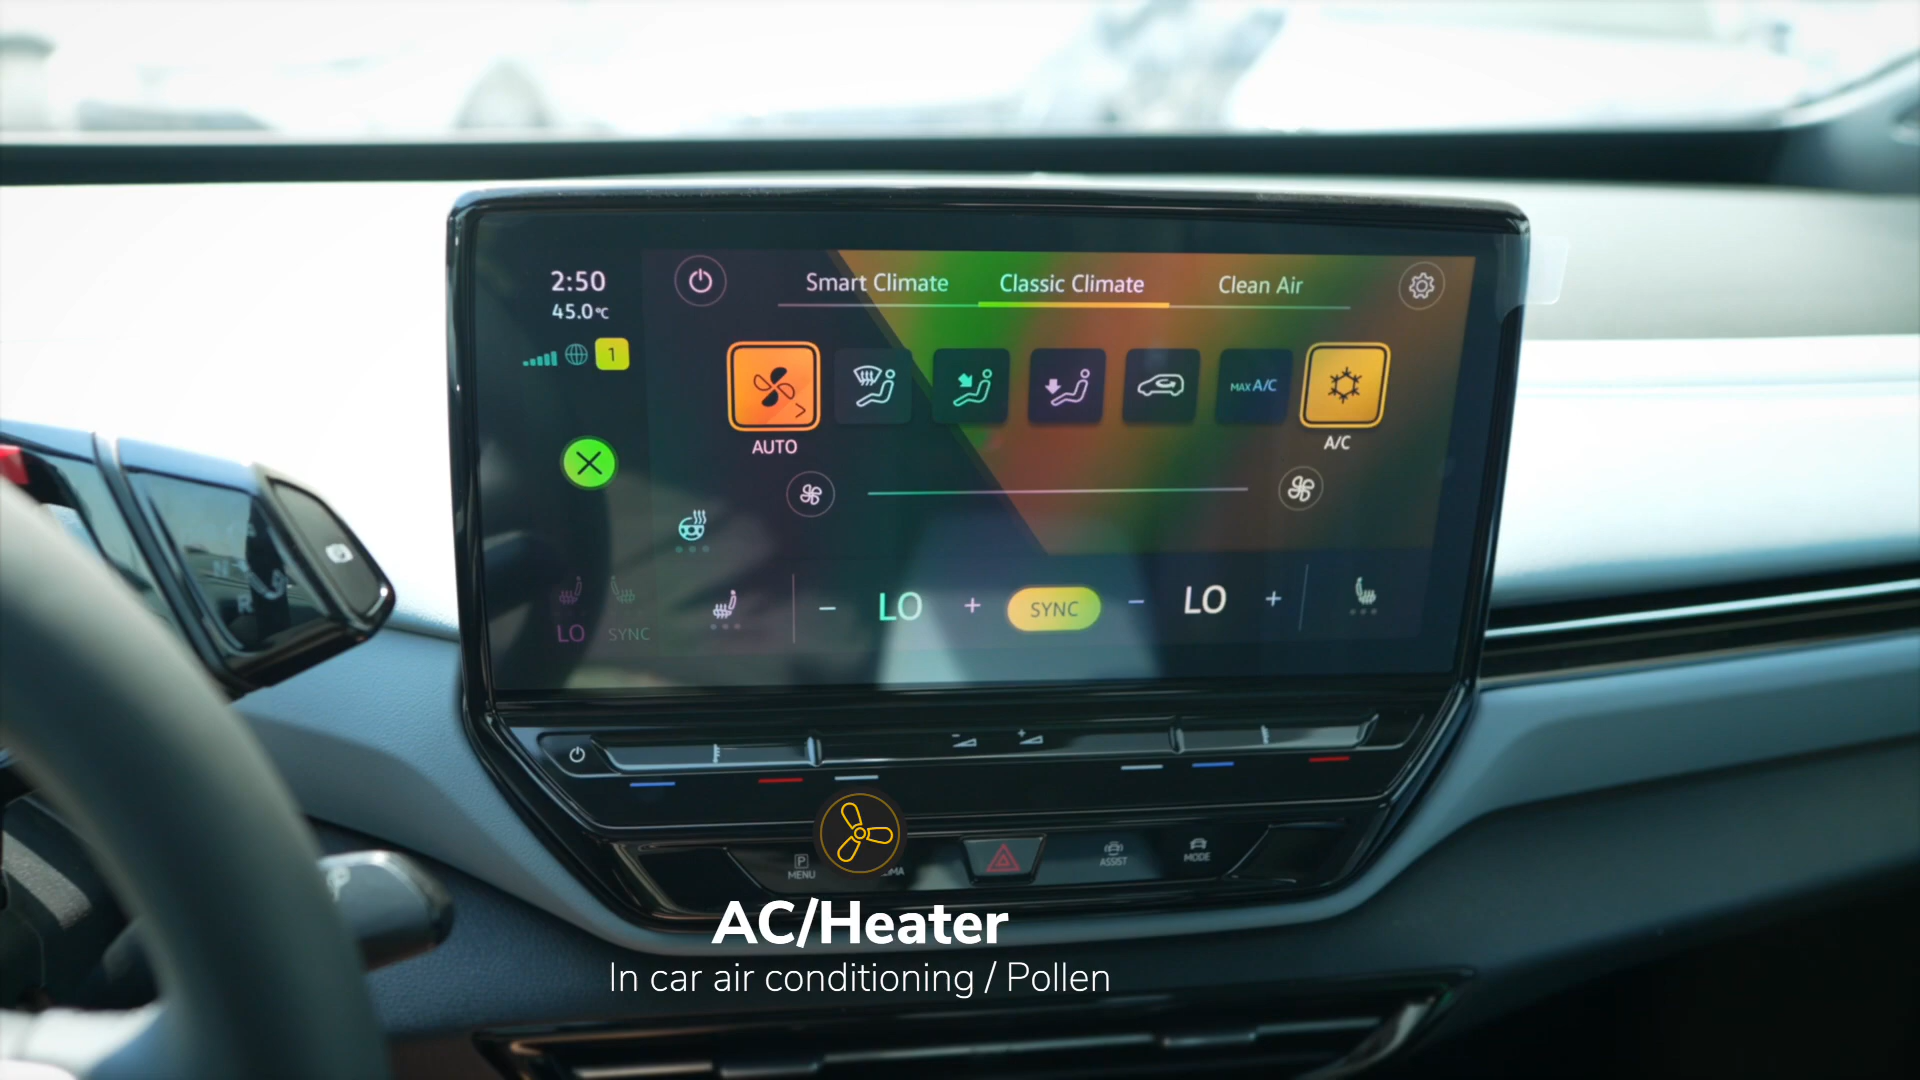 2:50
45.0°C
1
Smart Climate
Classic Climate
Clean Air
MAX A/C
AUTO
A/C
LO
SYNC
− LO +
SYNC
− LO +
P
MENU
ASSIST
MODE
R
AC/Heater
In car air conditioning / Pollen